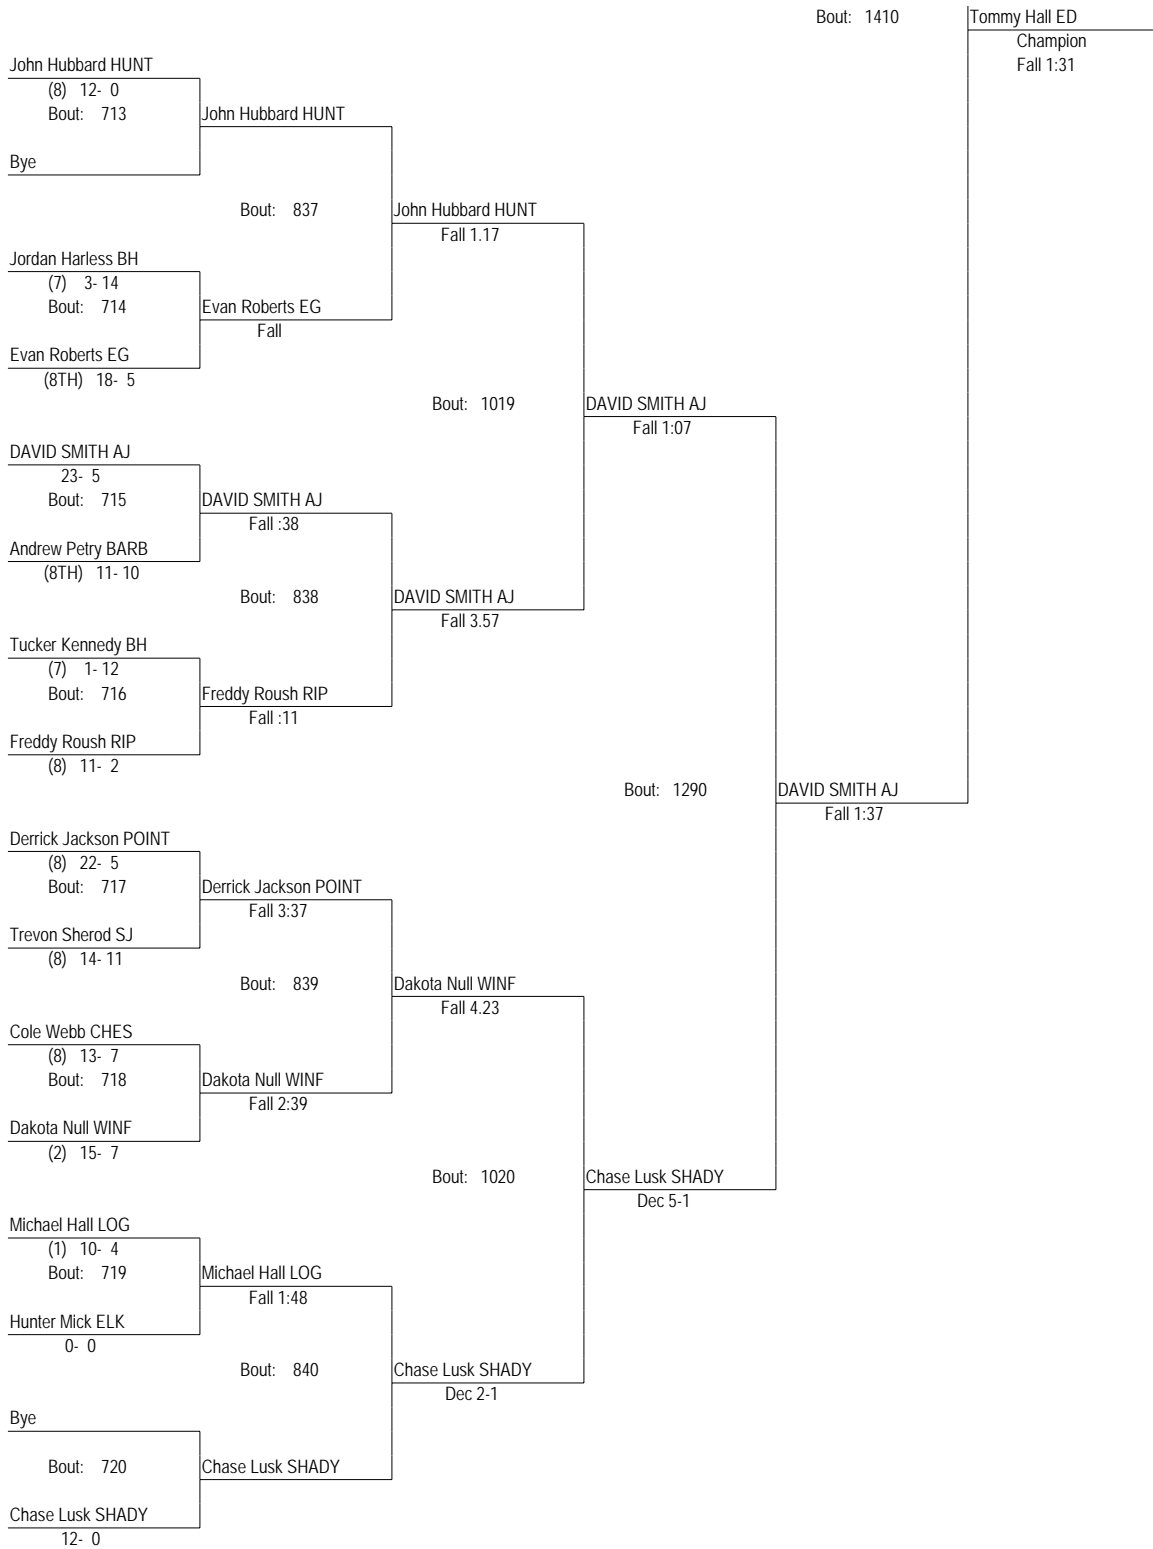 Bout: 1410 Tommy Hall ED
Champion
John Hubbard HUNT Fall 1:31
(8) 12- 0
Bout: 713 John Hubbard HUNT
Bye
Bout: 837 John Hubbard HUNT
Fall 1.17
Jordan Harless BH
(7) 3- 14
Bout: 714 Evan Roberts EG
Fall
Evan Roberts EG
(8TH) 18- 5
Bout: 1019 DAVID SMITH AJ
Fall 1:07
DAVID SMITH AJ
23- 5
Bout: 715 DAVID SMITH AJ
Fall :38
Andrew Petry BARB
(8TH) 11- 10
Bout: 838 DAVID SMITH AJ
Fall 3.57
Tucker Kennedy BH
(7) 1- 12
Bout: 716 Freddy Roush RIP
Fall :11
Freddy Roush RIP
(8) 11- 2
Bout: 1290 DAVID SMITH AJ
Fall 1:37
Derrick Jackson POINT
(8) 22- 5
Bout: 717 Derrick Jackson POINT
Fall 3:37
Trevon Sherod SJ
(8) 14- 11
Bout: 839 Dakota Null WINF
Fall 4.23
Cole Webb CHES
(8) 13- 7
Bout: 718 Dakota Null WINF
Fall 2:39
Dakota Null WINF
(2) 15- 7
Bout: 1020 Chase Lusk SHADY
Dec 5-1
Michael Hall LOG
(1) 10- 4
Bout: 719 Michael Hall LOG
Fall 1:48
Hunter Mick ELK
0- 0
Bout: 840 Chase Lusk SHADY
Dec 2-1
Bye
Bout: 720 Chase Lusk SHADY
Chase Lusk SHADY
12- 0